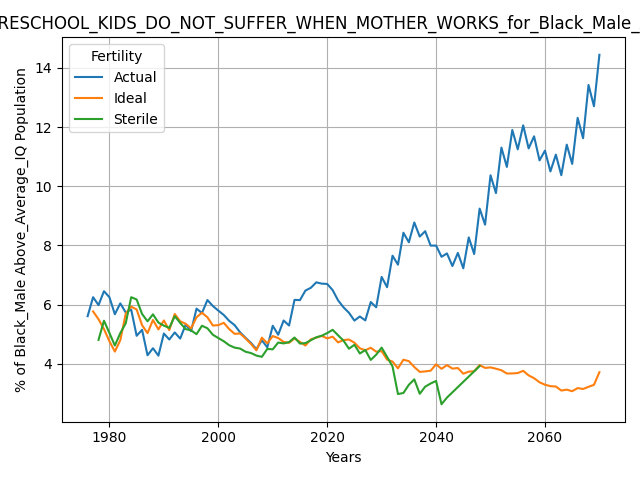 RESCHOOL_KIDS_DO_NOT_SUFFER_WHEN_MOTHER_WORKS_for_Black_Male_
% of Black_Male Above_Average_IQ Population
Fertility
Actual
Ideal
Sterile
14
12
10
8
6
4
1980
2000
2020
2040
2060
Years